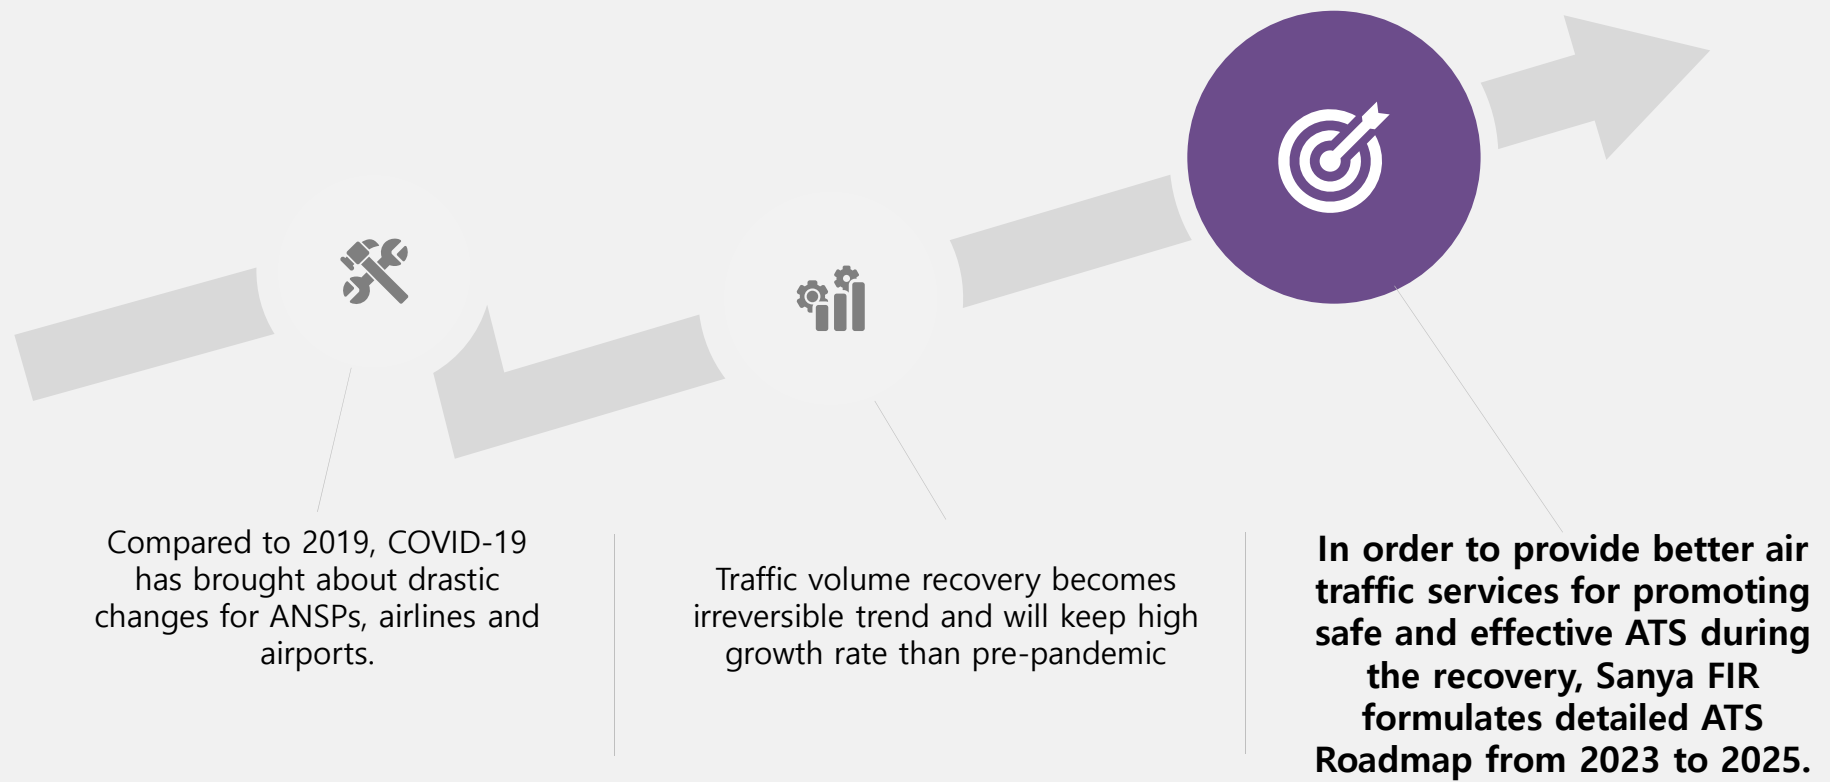 Compared to 2019, COVID-19
has brought about drastic
changes for ANSPs, airlines and
airports.
Traffic volume recovery becomes
irreversible trend and will keep high
growth rate than pre-pandemic
In order to provide better air
traffic services for promoting
safe and effective ATS during
the recovery, Sanya FIR
formulates detailed ATS
Roadmap from 2023 to 2025.